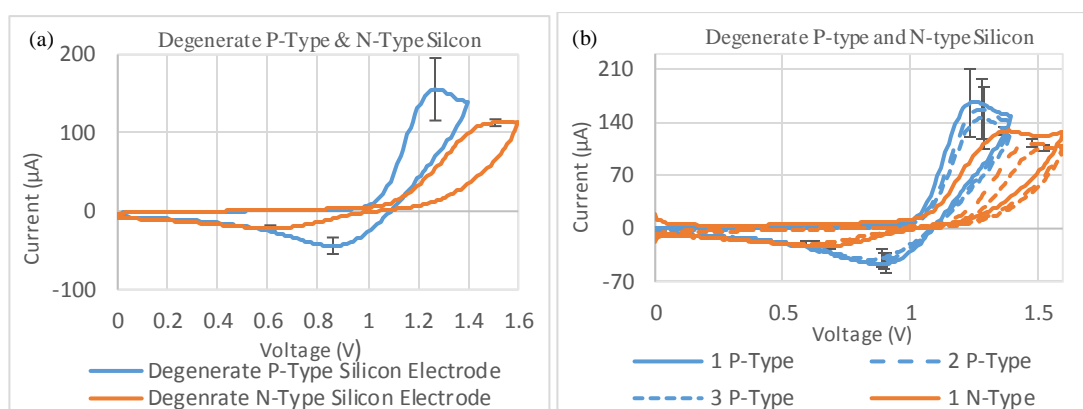 (a)
Degenerate P-Type & N-Type Silcon
200
100
0
-100
Current (µA)
0 0.2 0.4 0.6 0.8 1 1.2 1.4 1.6
Voltage (V)
Degenerate P-Type Silicon Electrode
Degenrate N-Type Silicon Electrode
(b)
Degenerate P-type and N-type Silicon
210
140
70
0
-70
Current (µA)
0 0.5 1 1.5
Voltage (V)
1 P-Type 2 P-Type
3 P-Type 1 N-Type